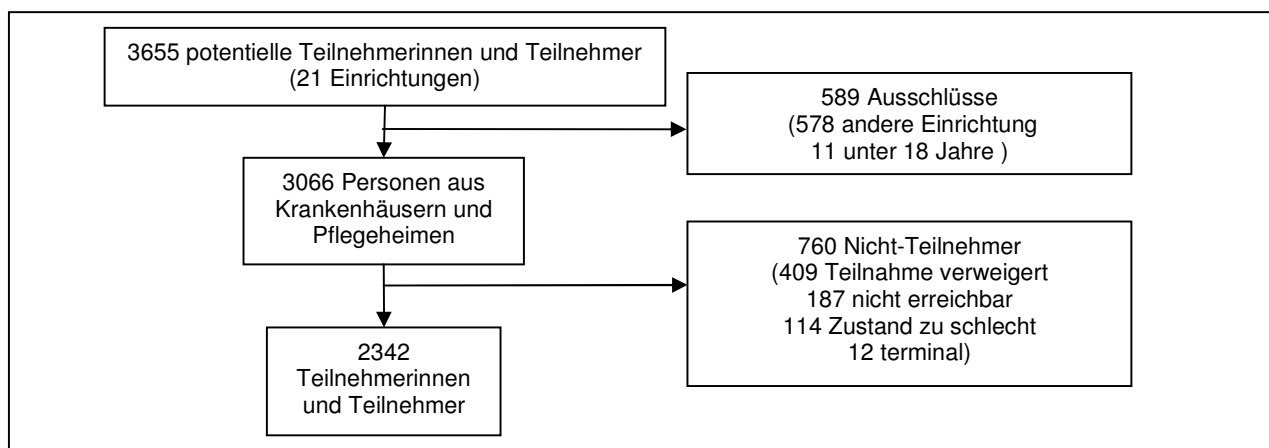 3655 potentielle Teilnehmerinnen und Teilnehmer
(21 Einrichtungen)
589 Ausschlüsse
(578 andere Einrichtung
11 unter 18 Jahre )
3066 Personen aus
Krankenhäusern und
Pflegeheimen
760 Nicht-Teilnehmer
(409 Teilnahme verweigert
187 nicht erreichbar
114 Zustand zu schlecht
12 terminal)
2342
Teilnehmerinnen
und Teilnehmer